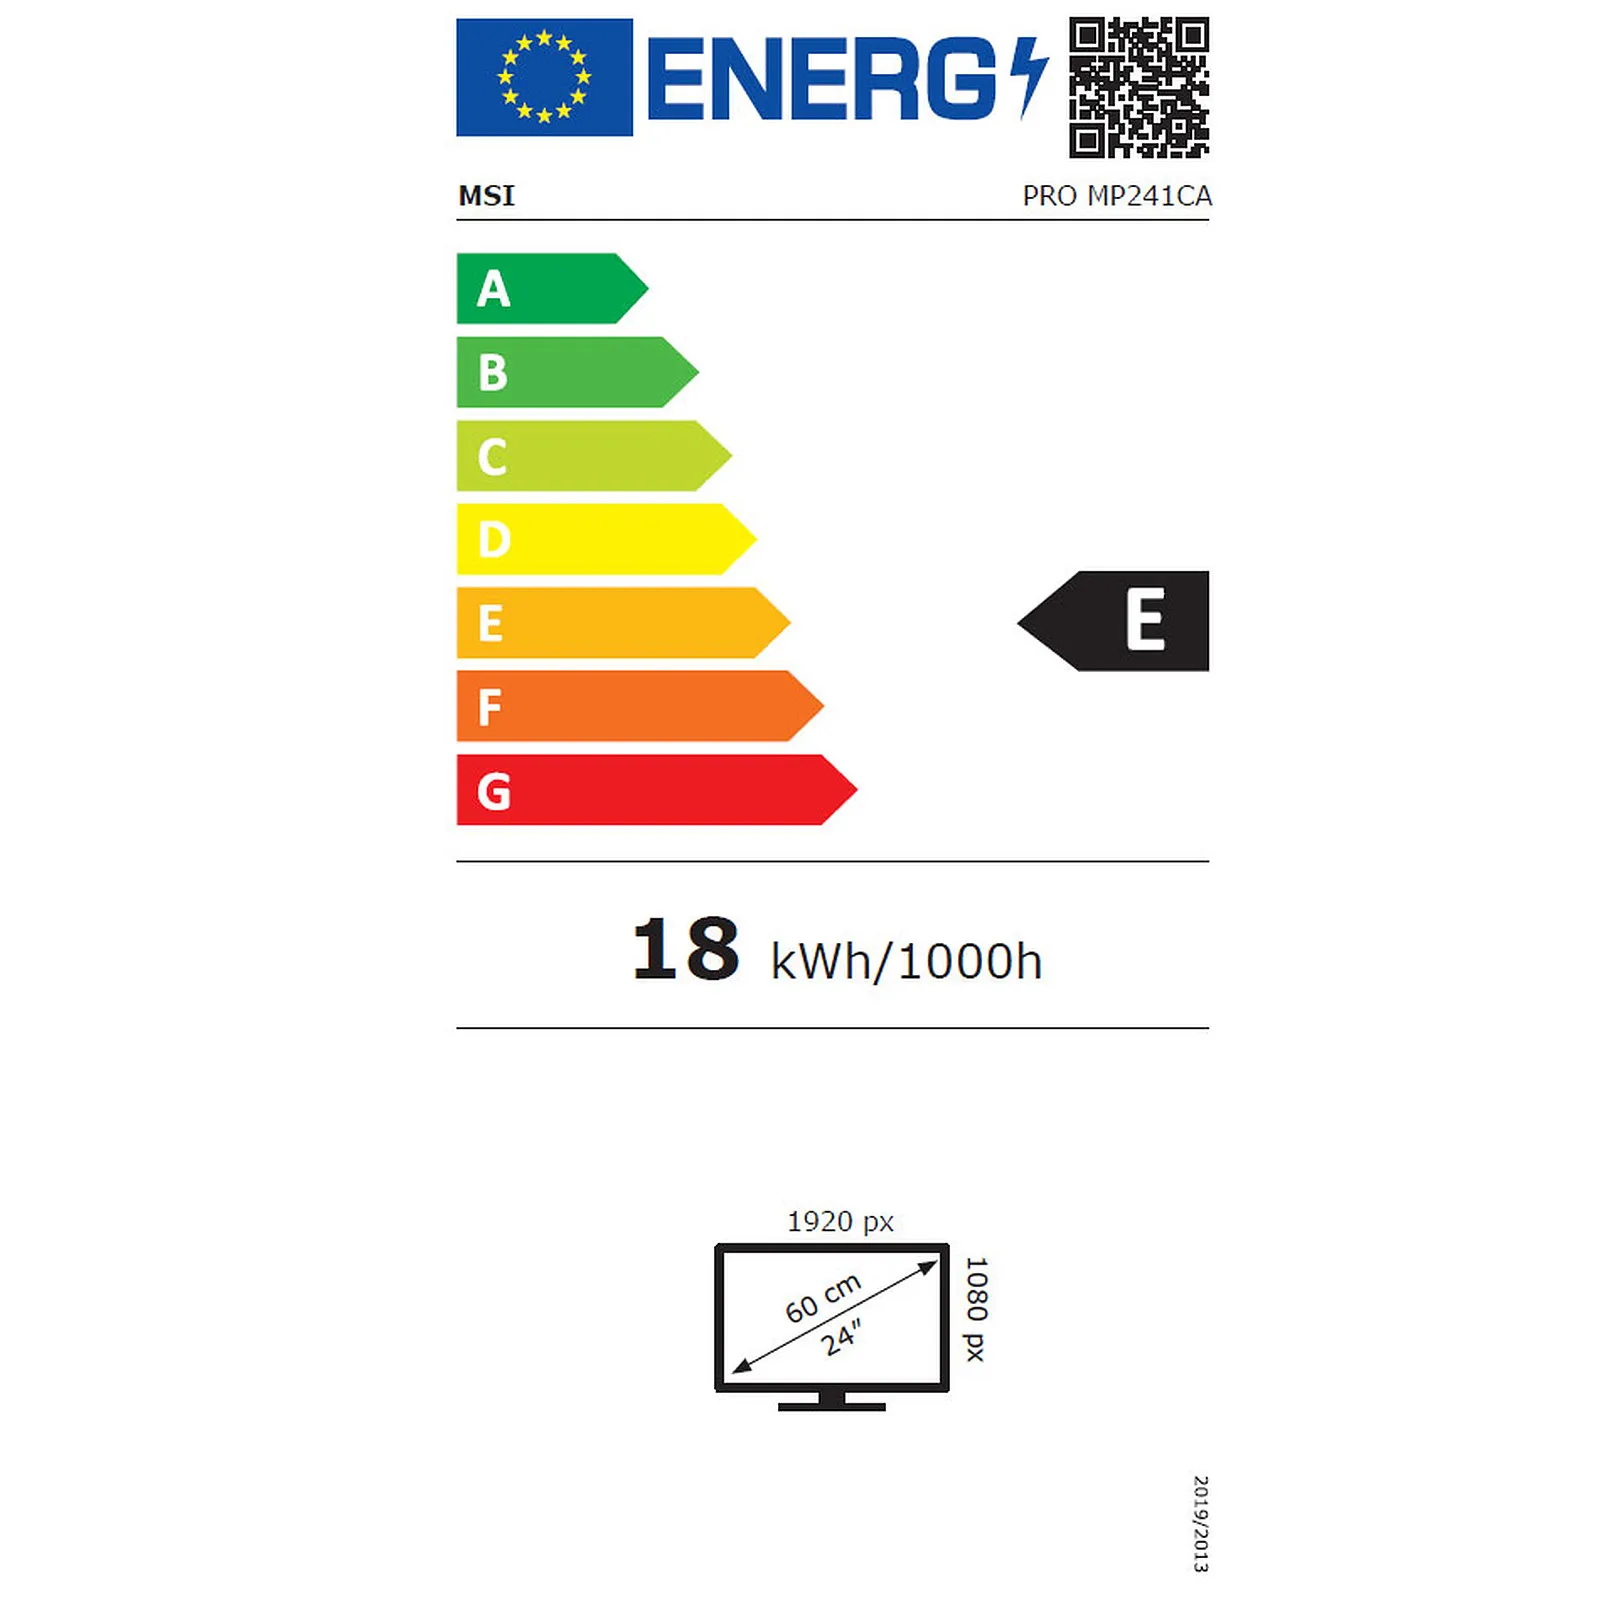 ENERG
MSI
PRO MP241CA
A
B
C
D
E
E
F
G
18 kWh/1000h
1920 px
1080 px
60 cm
24"
2019/2013